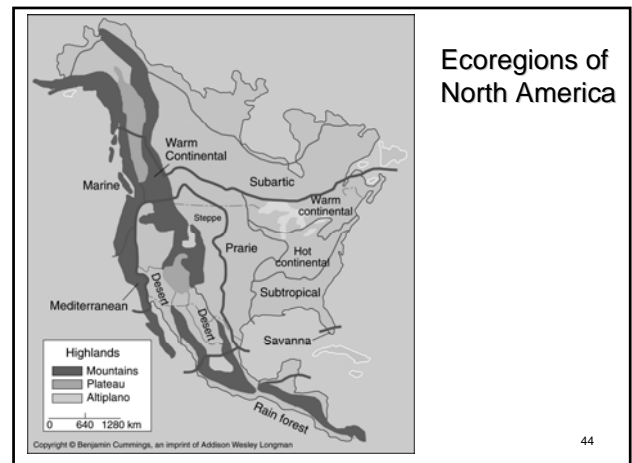 Ecoregions of
North America
Warm
Continental
Subartic
Marine
Warm
continental
Steppe
Prarie
Hot
continental
Desert
Mediterranean
Subtropical
Desert
Savanna
Highlands
Mountains
Plateau
Altiplano
0 640 1280 km
Rain forest
Copyright © Benjamin Cummings, an imprint of Addison Wesley Longman
44